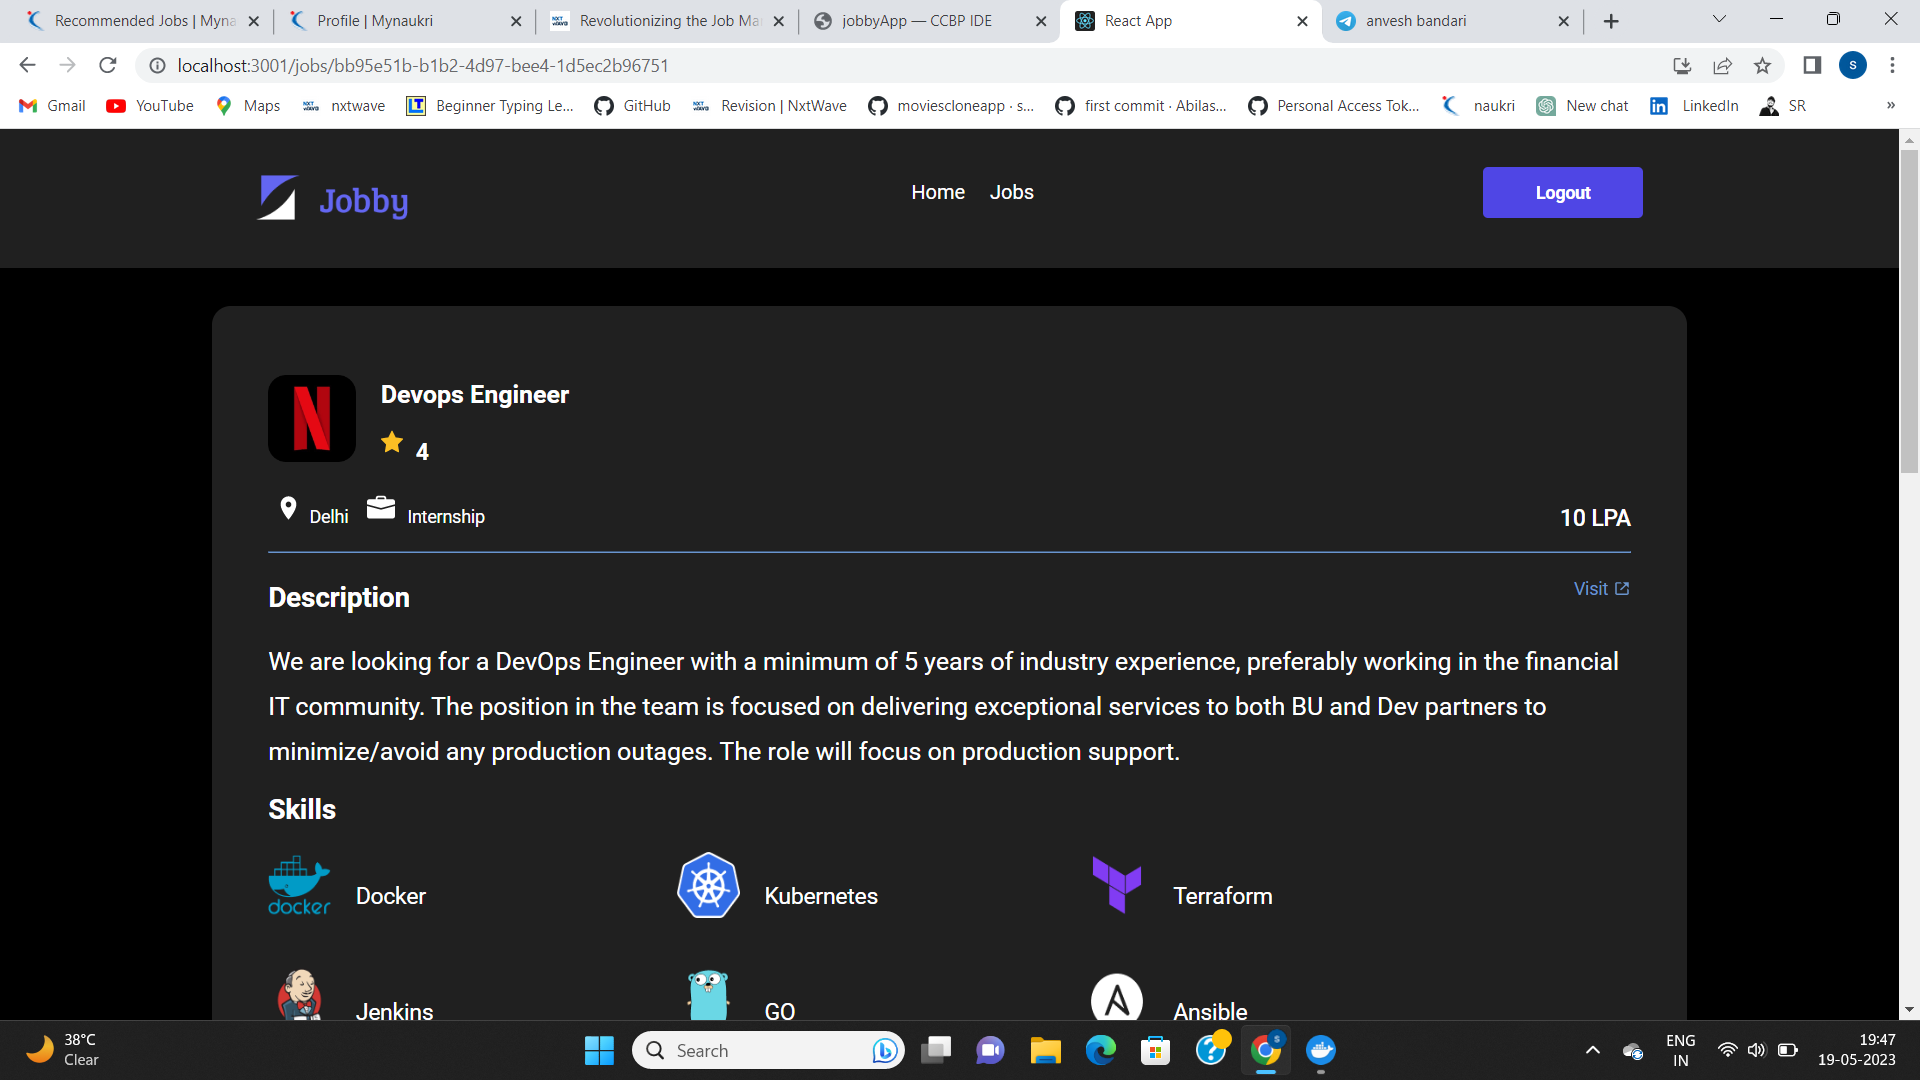 Recommended Jobs | Myna
Profile | Mynaukri
Revolutionizing the Job Ma
jobbyApp — CCBP IDE
React App
anvesh bandari
localhost:3001/jobs/bb95e51b-b1b2-4d97-bee4-1d5ec2b96751
S
Gmail
YouTube
Maps
nxtwave
Beginner Typing Le...
GitHub
Revision | NxtWave
moviescloneapp · s...
first commit · Abilas...
Personal Access Tok...
naukri
New chat
LinkedIn
SR
»
Jobby
Home
Jobs
Logout
Devops Engineer
4
Delhi
Internship
10 LPA
Description
Visit
We are looking for a DevOps Engineer with a minimum of 5 years of industry experience, preferably working in the financial
IT community. The position in the team is focused on delivering exceptional services to both BU and Dev partners to
minimize/avoid any production outages. The role will focus on production support.
Skills
docker
Docker
Kubernetes
Terraform
Jenkins
GO
Ansible
38°C
Clear
Search
ENG
IN
19:47
19-05-2023